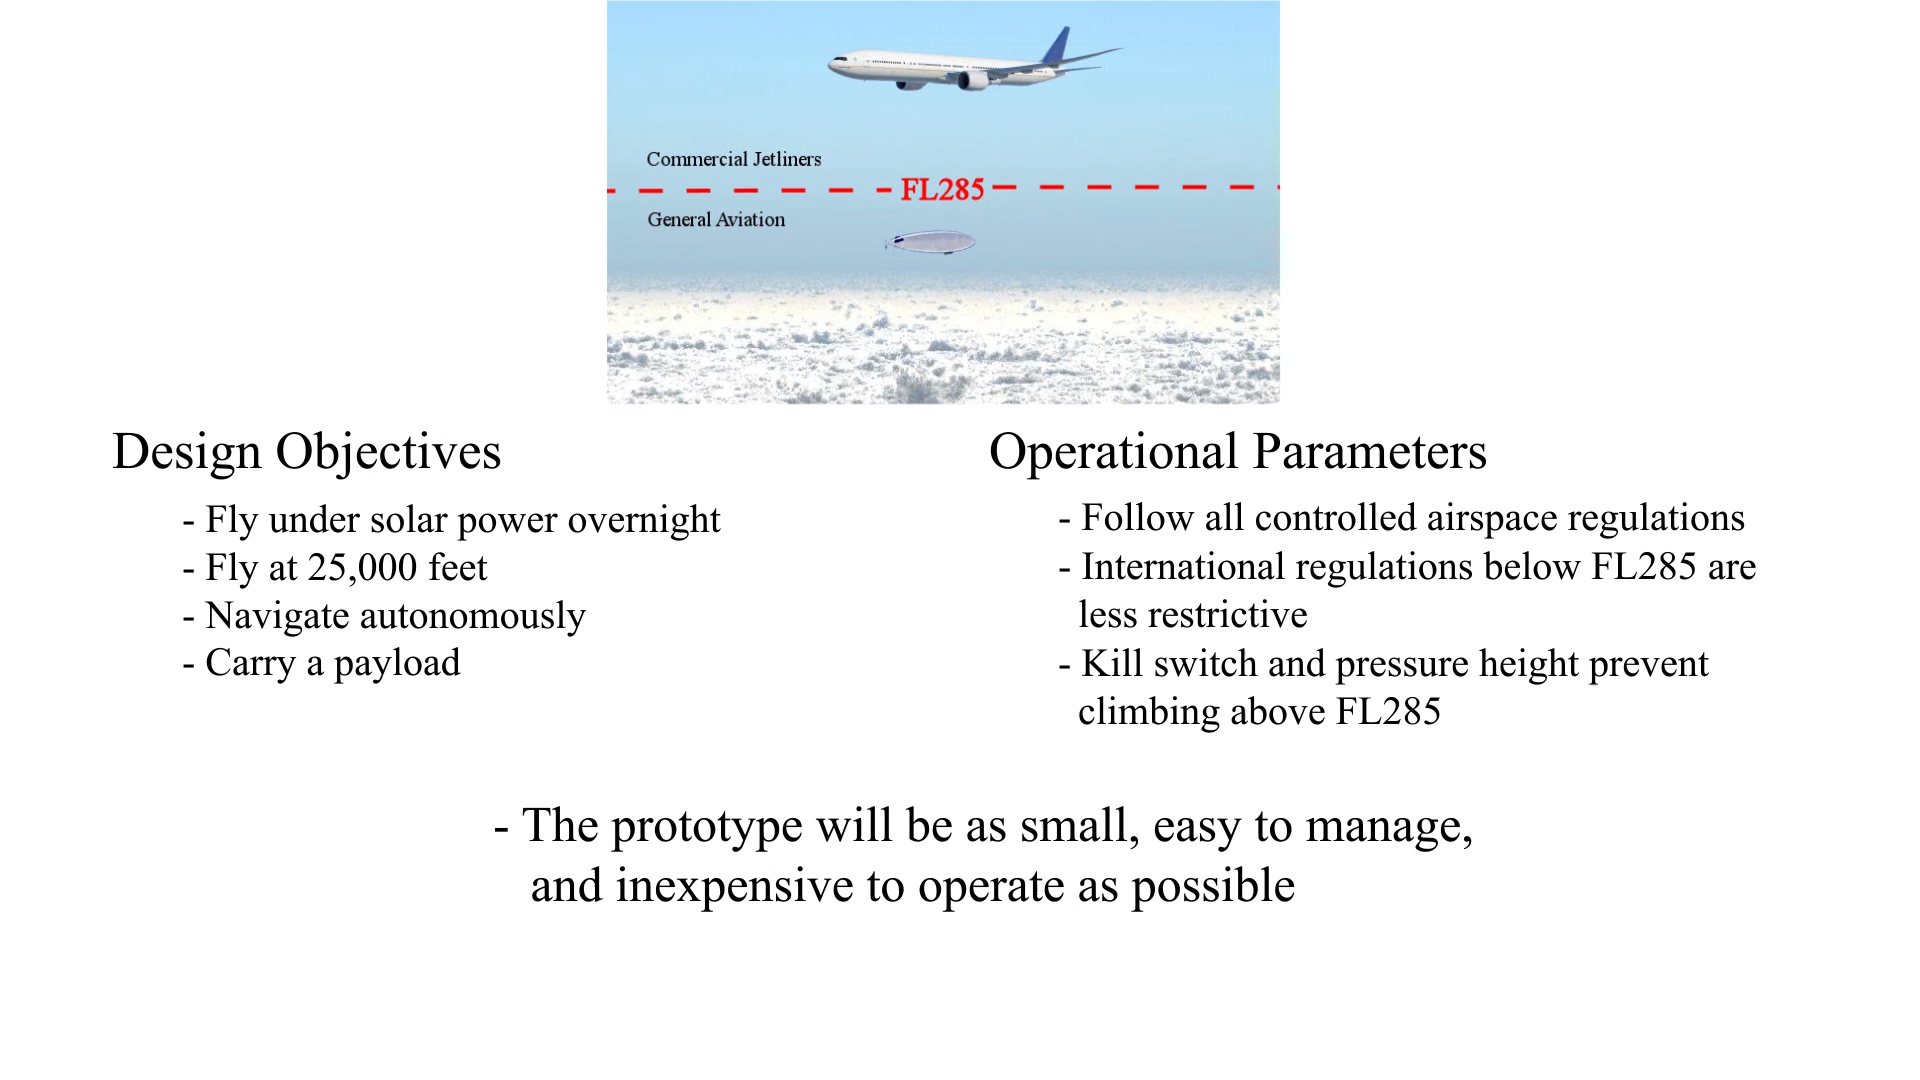 Commercial Jetliners
FL285
General Aviation
Design Objectives
- Fly under solar power overnight
- Fly at 25,000 feet
- Navigate autonomously
- Carry a payload
Operational Parameters
- Follow all controlled airspace regulations
- International regulations below FL285 are
less restrictive
- Kill switch and pressure height prevent
climbing above FL285
- The prototype will be as small, easy to manage,
and inexpensive to operate as possible